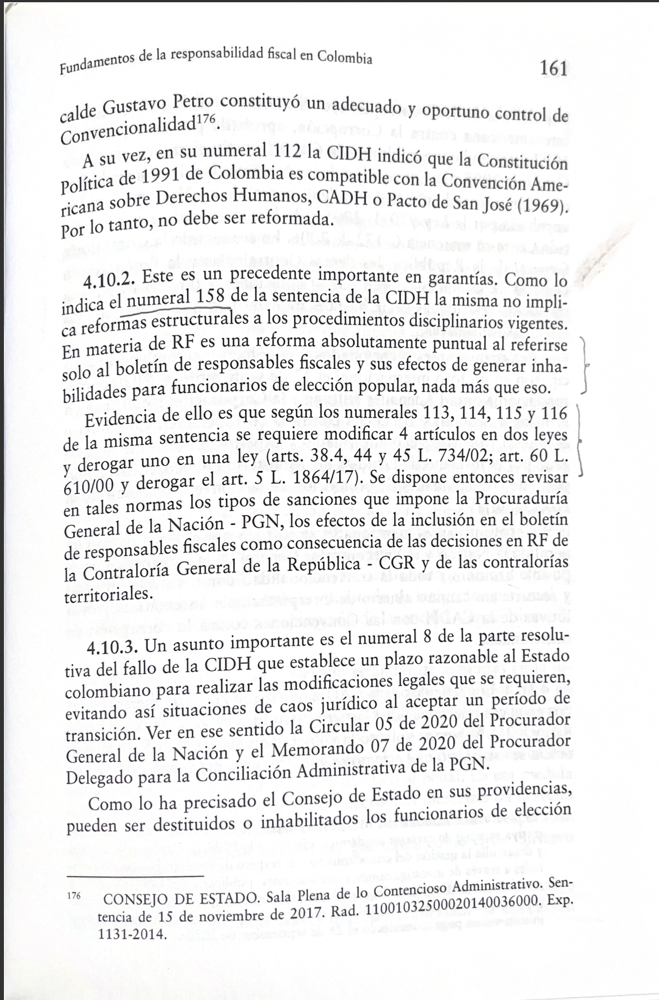 Fundamentos de la responsabilidad fiscal en Colombia
161
calde Gustavo Petro constituyó un adecuado y oportuno control de
Convencionalidad176.
A su vez, en su numeral 112 la CIDH indicó que la Constitución
Política de 1991 de Colombia es compatible con la Convención Ame-
ricana sobre Derechos Humanos, CADH o Pacto de San José (1969).
Por lo tanto, no debe ser reformada.
4.10.2. Este es un precedente importante en garantías. Como lo
indica el numeral 158 de la sentencia de la CIDH la misma no impli-
ca reformas estructurales a los procedimientos disciplinarios vigentes.
En materia de RF es una reforma absolutamente puntual al referirse
solo al boletín de responsables fiscales y sus efectos de generar inha-
bilidades para funcionarios de elección popular, nada más que eso.
Evidencia de ello es que según los numerales 113, 114, 115 y 116
de la misma sentencia se requiere modificar 4 artículos en dos leyes
y derogar uno en una ley (arts. 38.4, 44 y 45 L. 734/02; art. 60 L.
610/00 y derogar el art. 5 L. 1864/17). Se dispone entonces revisar
en tales normas los tipos de sanciones que impone la Procuraduría
General de la Nación - PGN, los efectos de la inclusión en el boletín
de responsables fiscales como consecuencia de las decisiones en RF de
la Contraloría General de la República - CGR y de las contralorías
territoriales.
4.10.3. Un asunto importante es el numeral 8 de la parte resolu-
tiva del fallo de la CIDH que establece un plazo razonable al Estado
colombiano para realizar las modificaciones legales que se requieren,
evitando así situaciones de caos jurídico al aceptar un período de
transición. Ver en ese sentido la Circular 05 de 2020 del Procurador
General de la Nación y el Memorando 07 de 2020 del Procurador
Delegado para la Conciliación Administrativa de la PGN.
Como lo ha precisado el Consejo de Estado en sus providencias,
pueden ser destituidos o inhabilitados los funcionarios de elección
176 CONSEJO DE ESTADO. Sala Plena de lo Contencioso Administrativo. Sen-
tencia de 15 de noviembre de 2017. Rad. 11001032500020140036000. Exp.
1131-2014.